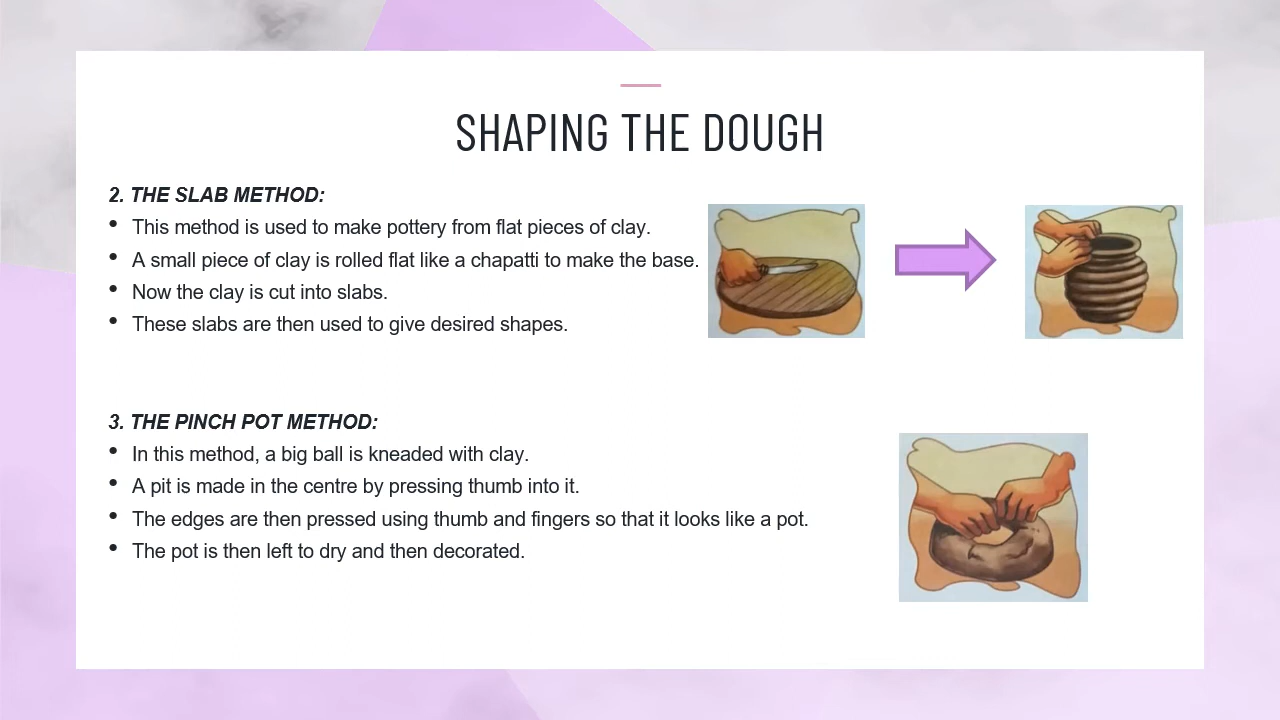 SHAPING THE DOUGH
2. THE SLAB METHOD:
• This method is used to make pottery from flat pieces of clay.
• A small piece of clay is rolled flat like a chapatti to make the base.
• Now the clay is cut into slabs.
• These slabs are then used to give desired shapes.
3. THE PINCH POT METHOD:
• In this method, a big ball is kneaded with clay.
• A pit is made in the centre by pressing thumb into it.
• The edges are then pressed using thumb and fingers so that it looks like a pot.
• The pot is then left to dry and then decorated.